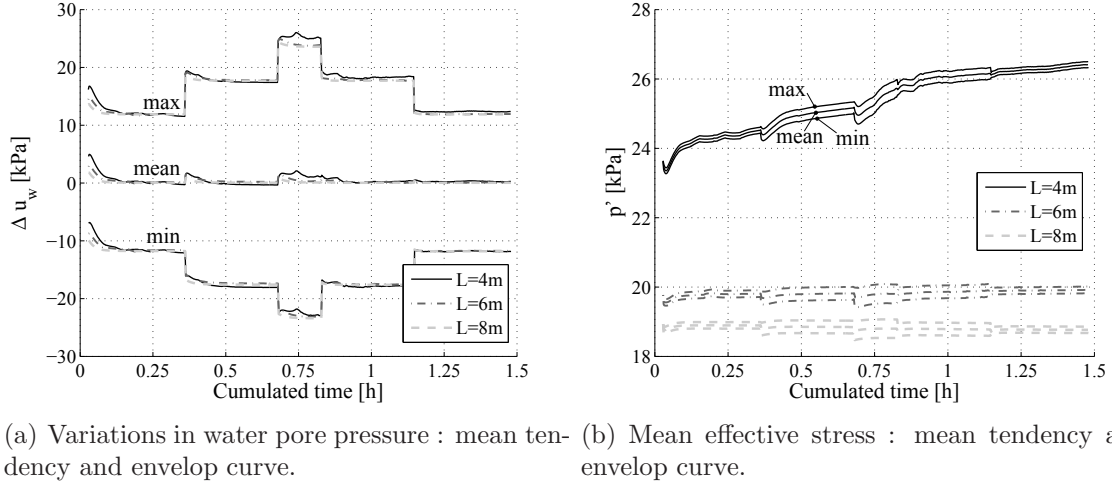 30
20
10
0
−10
−20
−30
0
0.25
0.5
0.75
1
1.25
1.5
Cumulated time [h]
Δ u_w [kPa]
max
mean
min
L=4m
L=6m
L=8m
28
26
24
22
20
18
0
0.25
0.5
0.75
1
1.25
1.5
Cumulated time [h]
p' [kPa]
max
mean
min
L=4m
L=6m
L=8m
(a) Variations in water pore pressure : mean ten-
dency and envelop curve.
(b) Mean effective stress : mean tendency a
envelop curve.